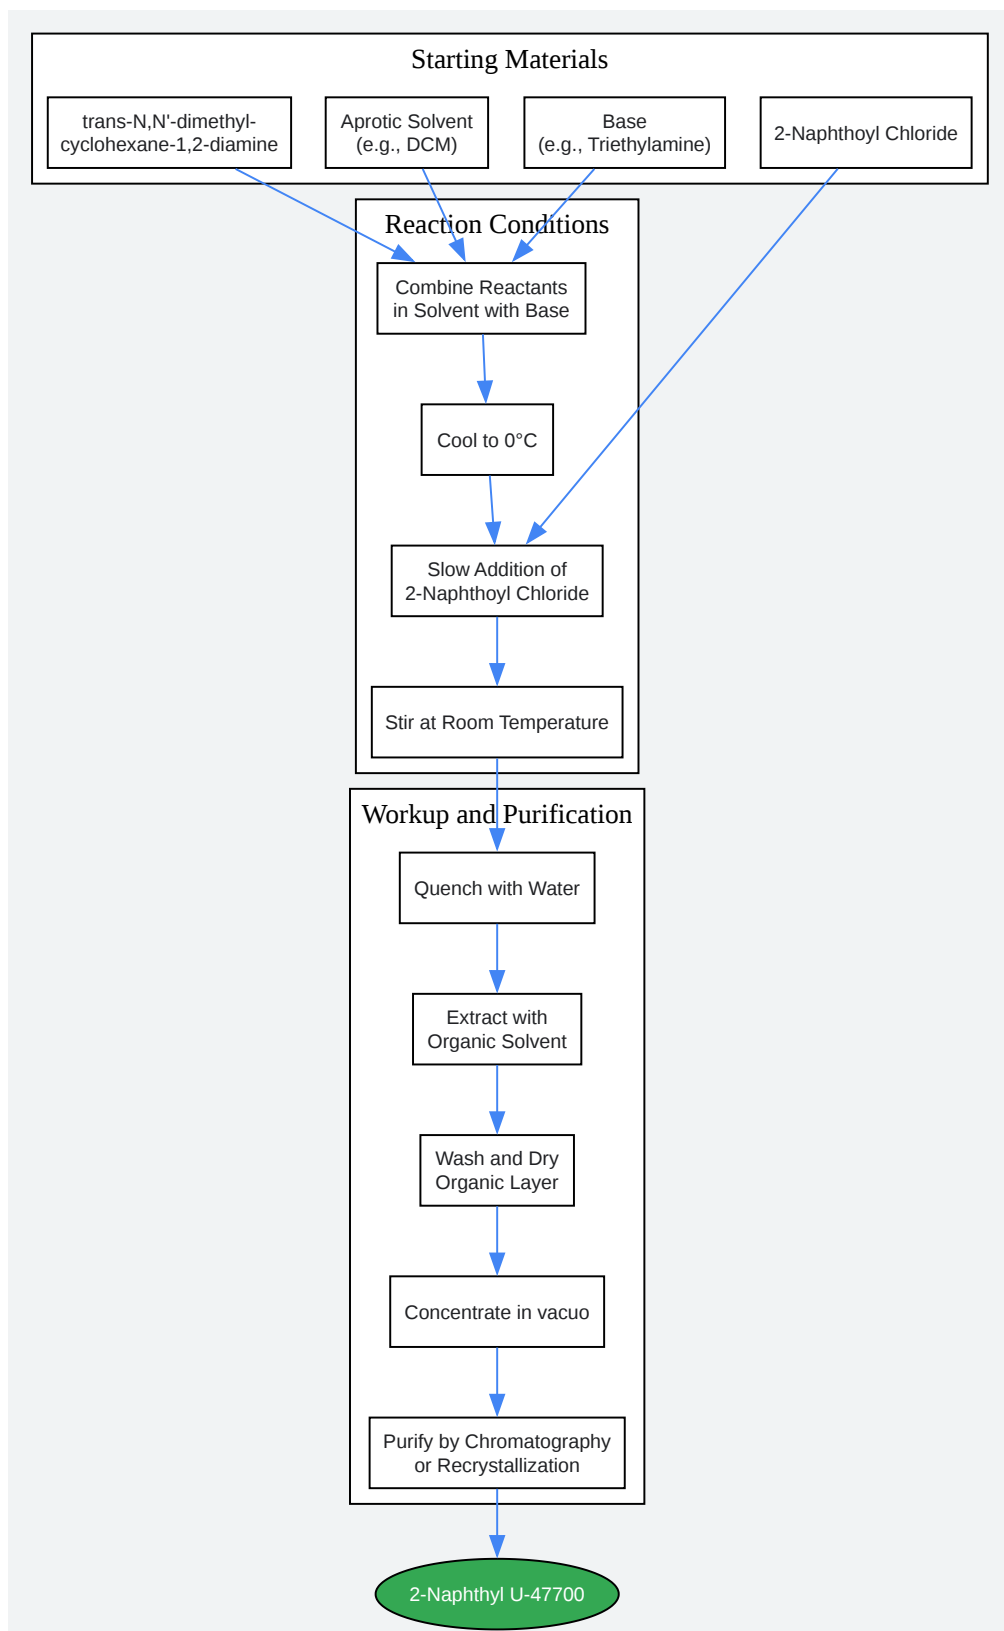 Starting Materials
trans-N,N'-dimethyl-
cyclohexane-1,2-diamine
Aprotic Solvent
(e.g., DCM)
Base
(e.g., Triethylamine)
2-Naphthoyl Chloride
Reaction Conditions
Combine Reactants
in Solvent with Base
Cool to 0°C
Slow Addition of
2-Naphthoyl Chloride
Stir at Room Temperature
Workup and Purification
Quench with Water
Extract with
Organic Solvent
Wash and Dry
Organic Layer
Concentrate in vacuo
Purify by Chromatography
or Recrystallization
2-Naphthyl U-47700